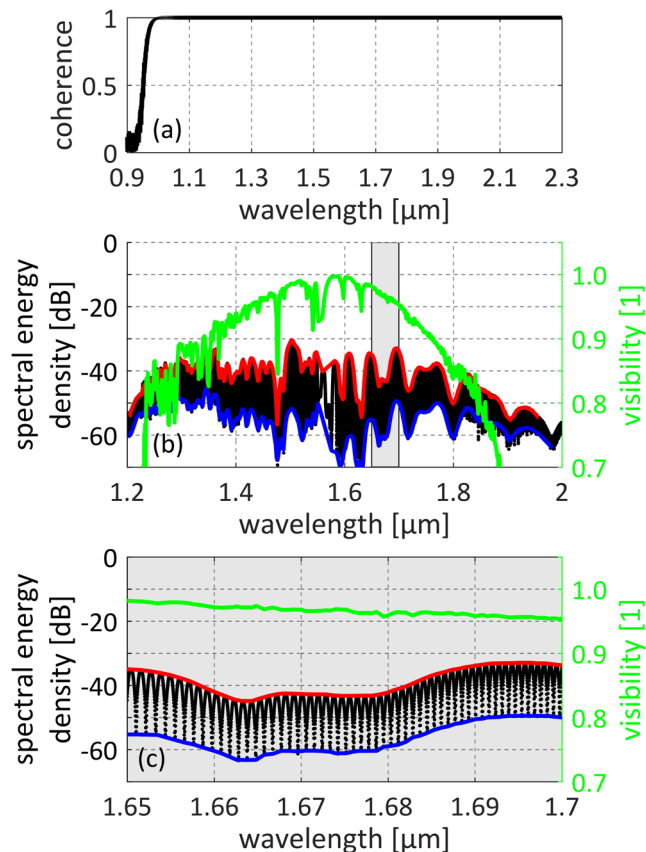 1
0.5
0
coherence
(a)
0.9 1.1 1.3 1.5 1.7 1.9 2.1 2.3
wavelength [µm]
0
-20
-40
-60
spectral energy
density [dB]
1.0
0.9
0.8
0.7
visibility [1]
(b)
1.2 1.4 1.6 1.8 2
wavelength [µm]
0
-20
-40
-60
spectral energy
density [dB]
1.0
0.9
0.8
0.7
visibility [1]
(c)
1.65 1.66 1.67 1.68 1.69 1.7
wavelength [µm]